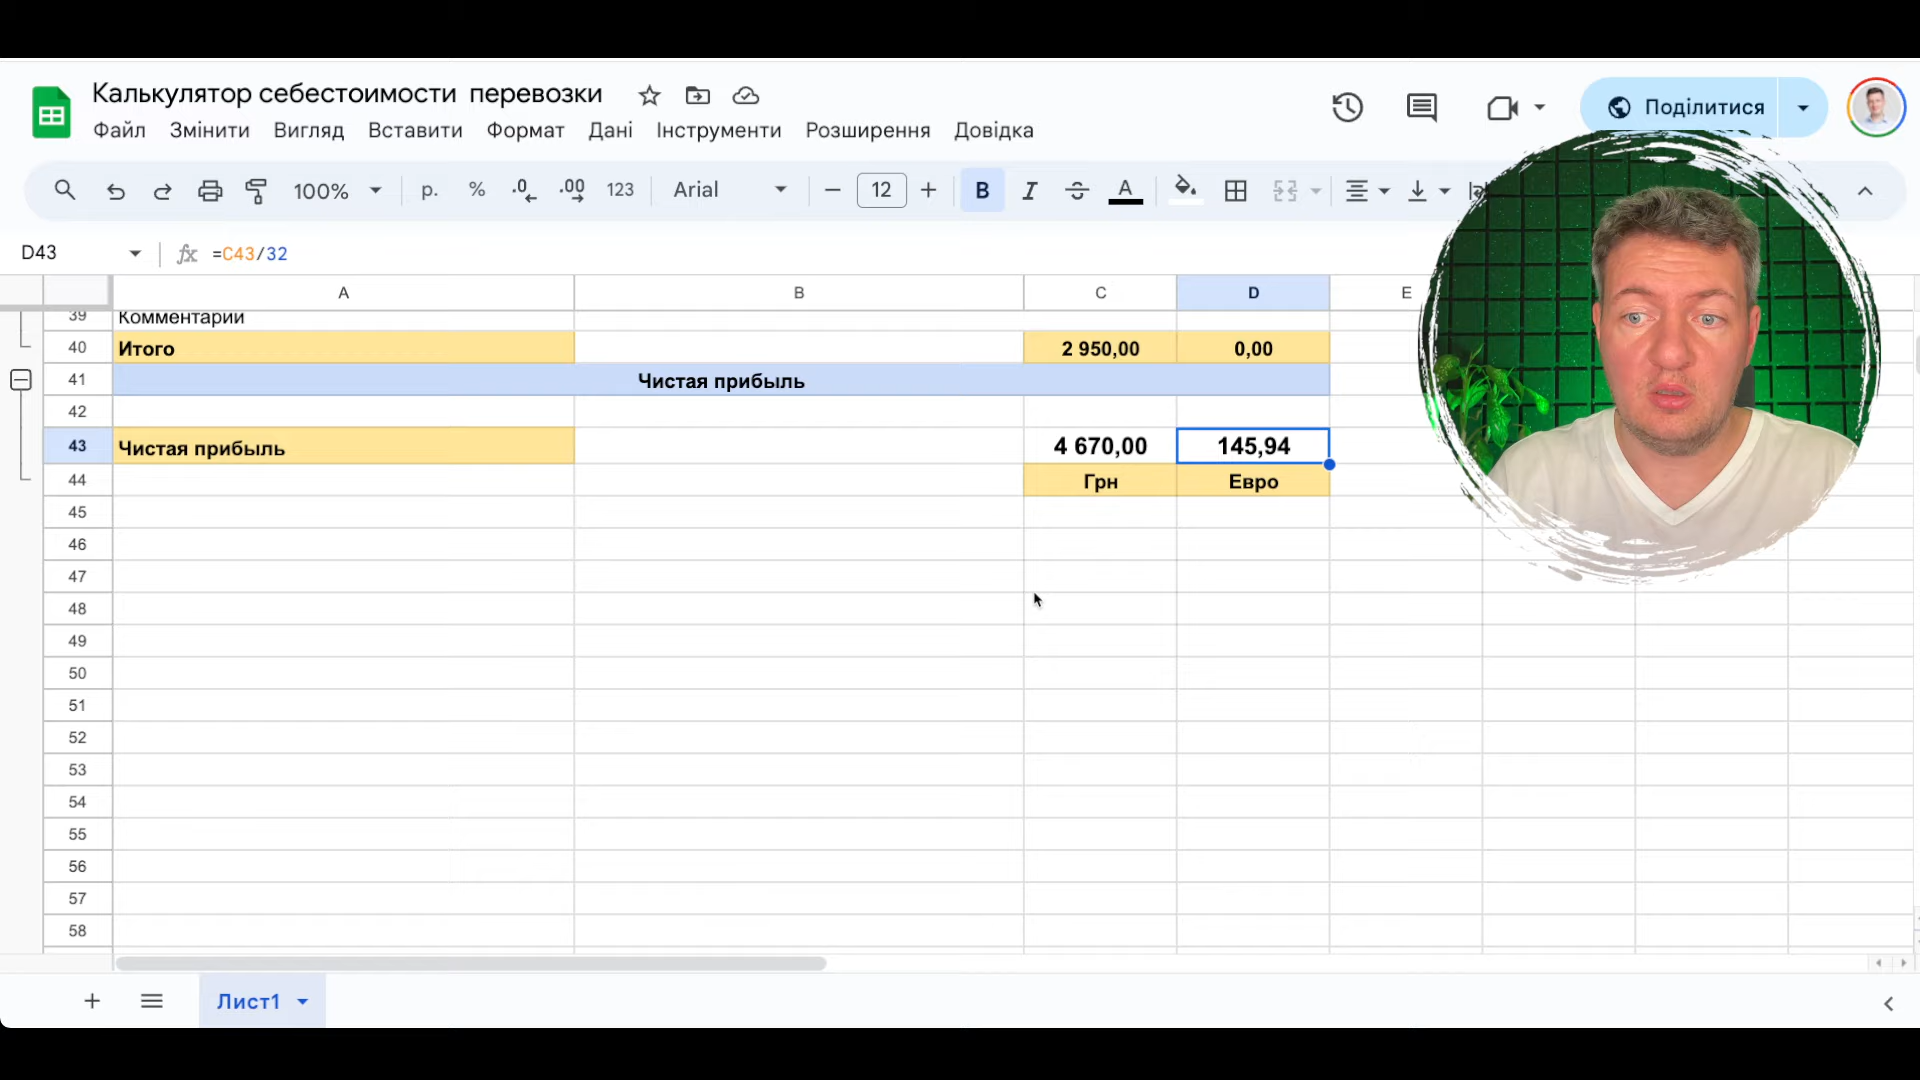 Калькулятор себестоимости перевозки
Файл Змінити Вигляд Вставити Формат Дані Інструменти Розширення Довідка
Поділитися
100% р. % .0 .00 123 Arial 12 B I A
D43 fx =C43/32
A B C D E
39 Комментарии
40 Итого 2 950,00 0,00
41 Чистая прибыль
42
43 Чистая прибыль 4 670,00 145,94
44 Грн Евро
45
46
47
48
49
50
51
52
53
54
55
56
57
58
Лист1